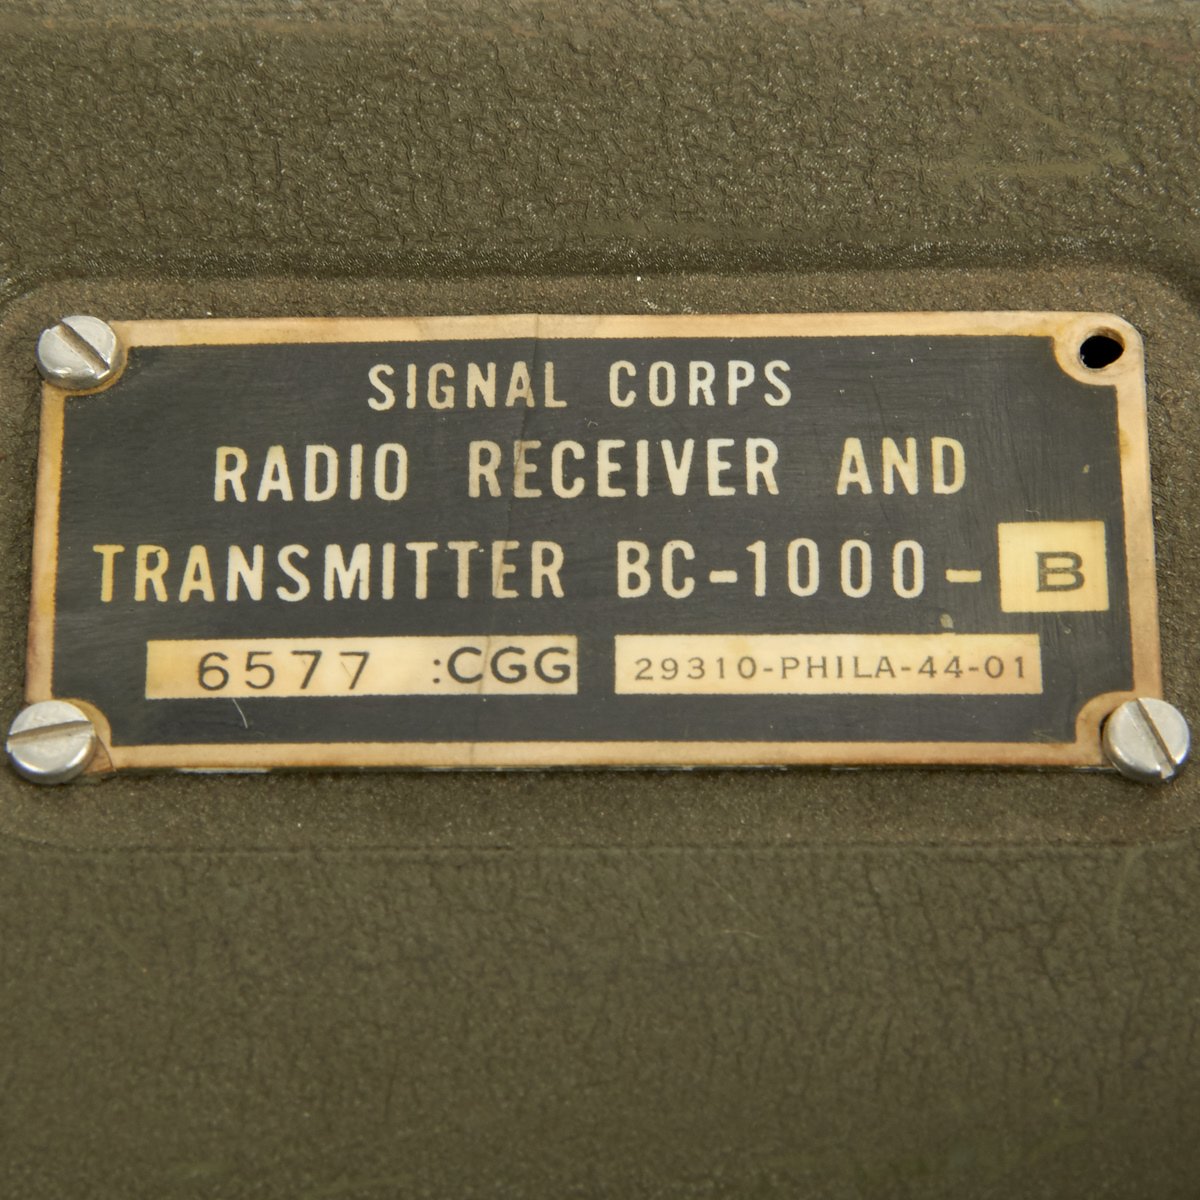 SIGNAL CORPS
RADIO RECEIVER AND
TRANSMITTER BC-1000-B
6577 :CGG 29310-PHILA-44-01